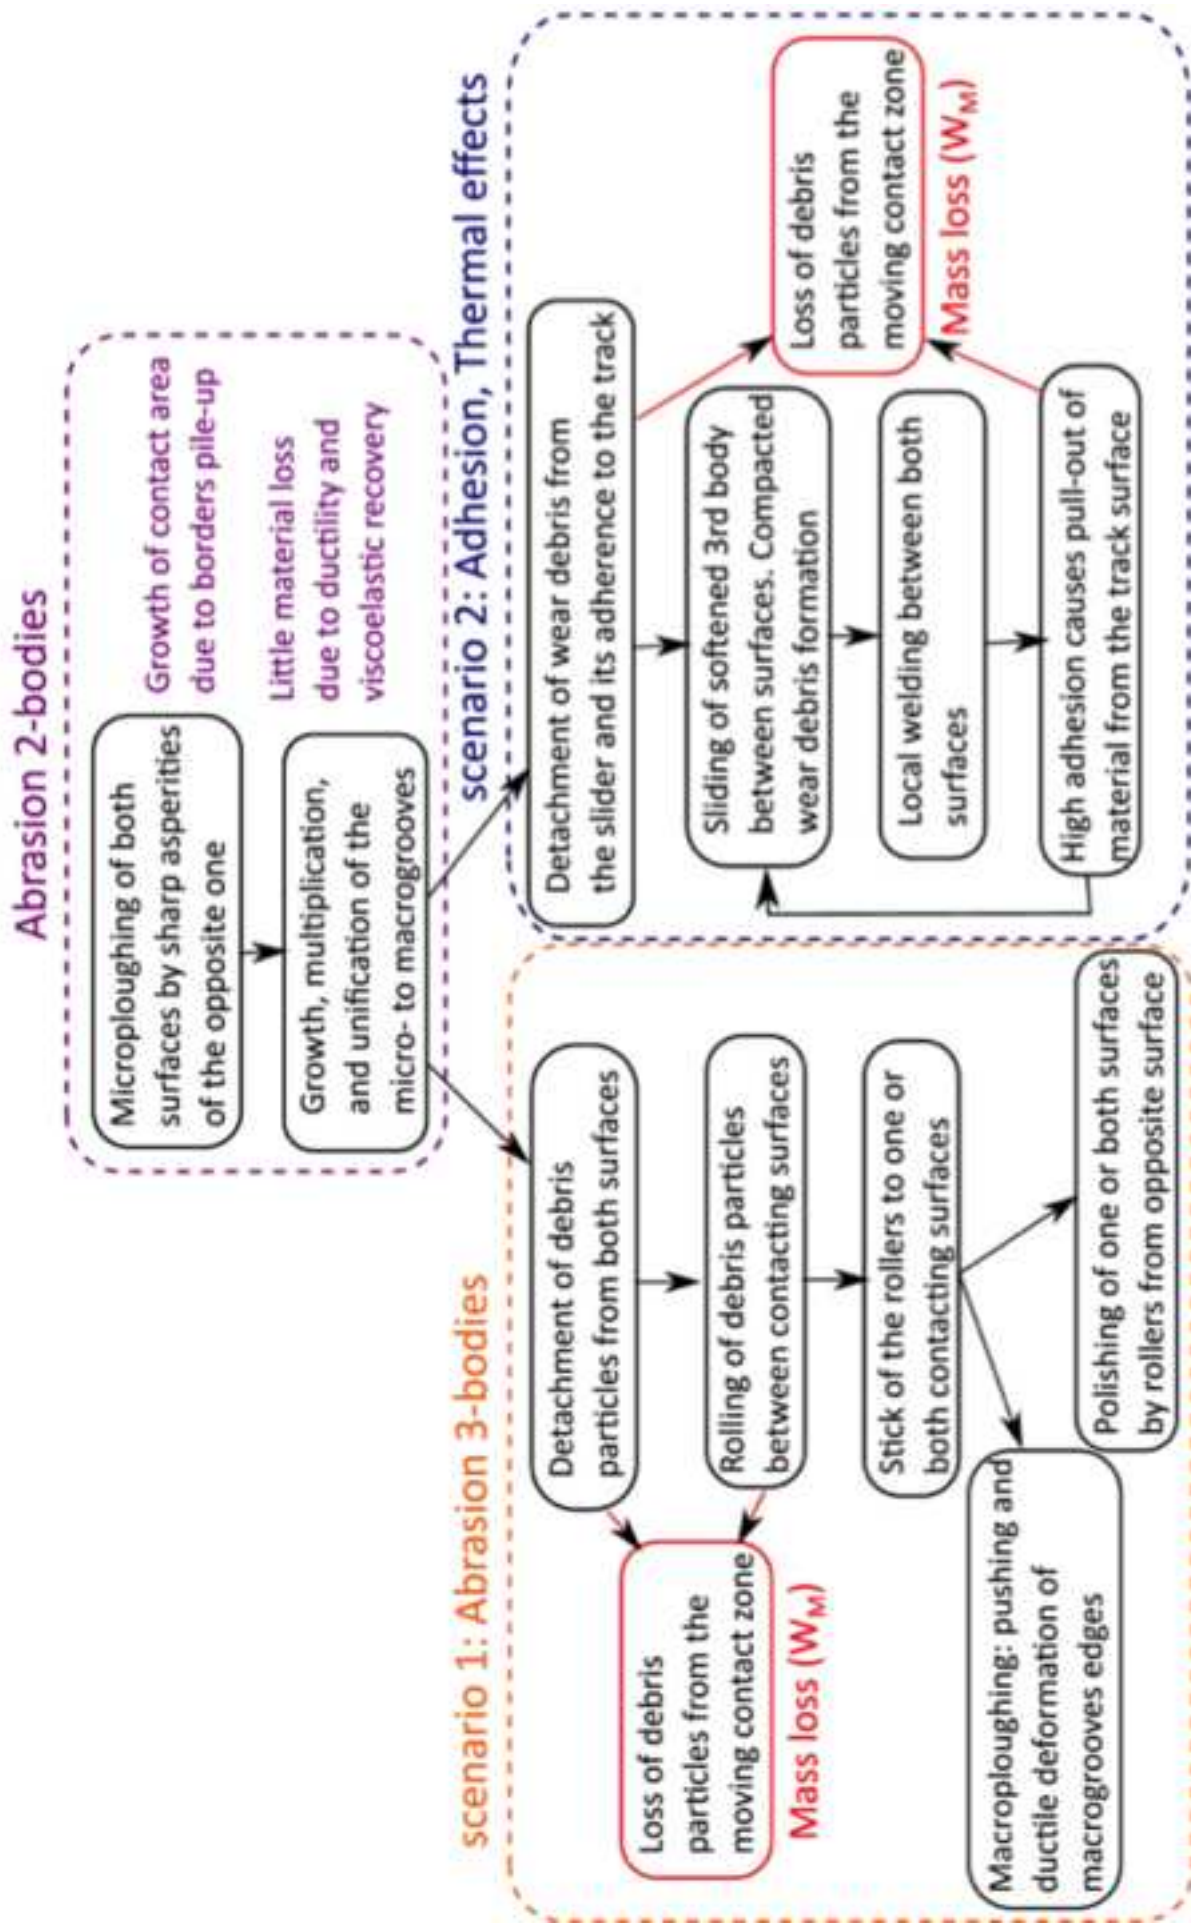 Abrasion 2-bodies
Microploughing of both
surfaces by sharp asperities
of the opposite one
Growth of contact area
due to borders pile-up
Growth, multiplication,
and unification of the
micro- to macrogrooves
Little material loss
due to ductility and
viscoelastic recovery
scenario 1: Abrasion 3-bodies
Detachment of debris
particles from both surfaces
Loss of debris
particles from the
moving contact zone
Mass loss (WM)
Rolling of debris particles
between contacting surfaces
Stick of the rollers to one or
both contacting surfaces
Macroploughing: pushing and
ductile deformation of
macrogrooves edges
Polishing of one or both surfaces
by rollers from opposite surface
scenario 2: Adhesion, Thermal effects
Detachment of wear debris from
the slider and its adherence to the track
Sliding of softened 3rd body
between surfaces. Compacted
wear debris formation
Loss of debris
particles from the
moving contact zone
Mass loss (WM)
Local welding between both
surfaces
High adhesion causes pull-out of
material from the track surface